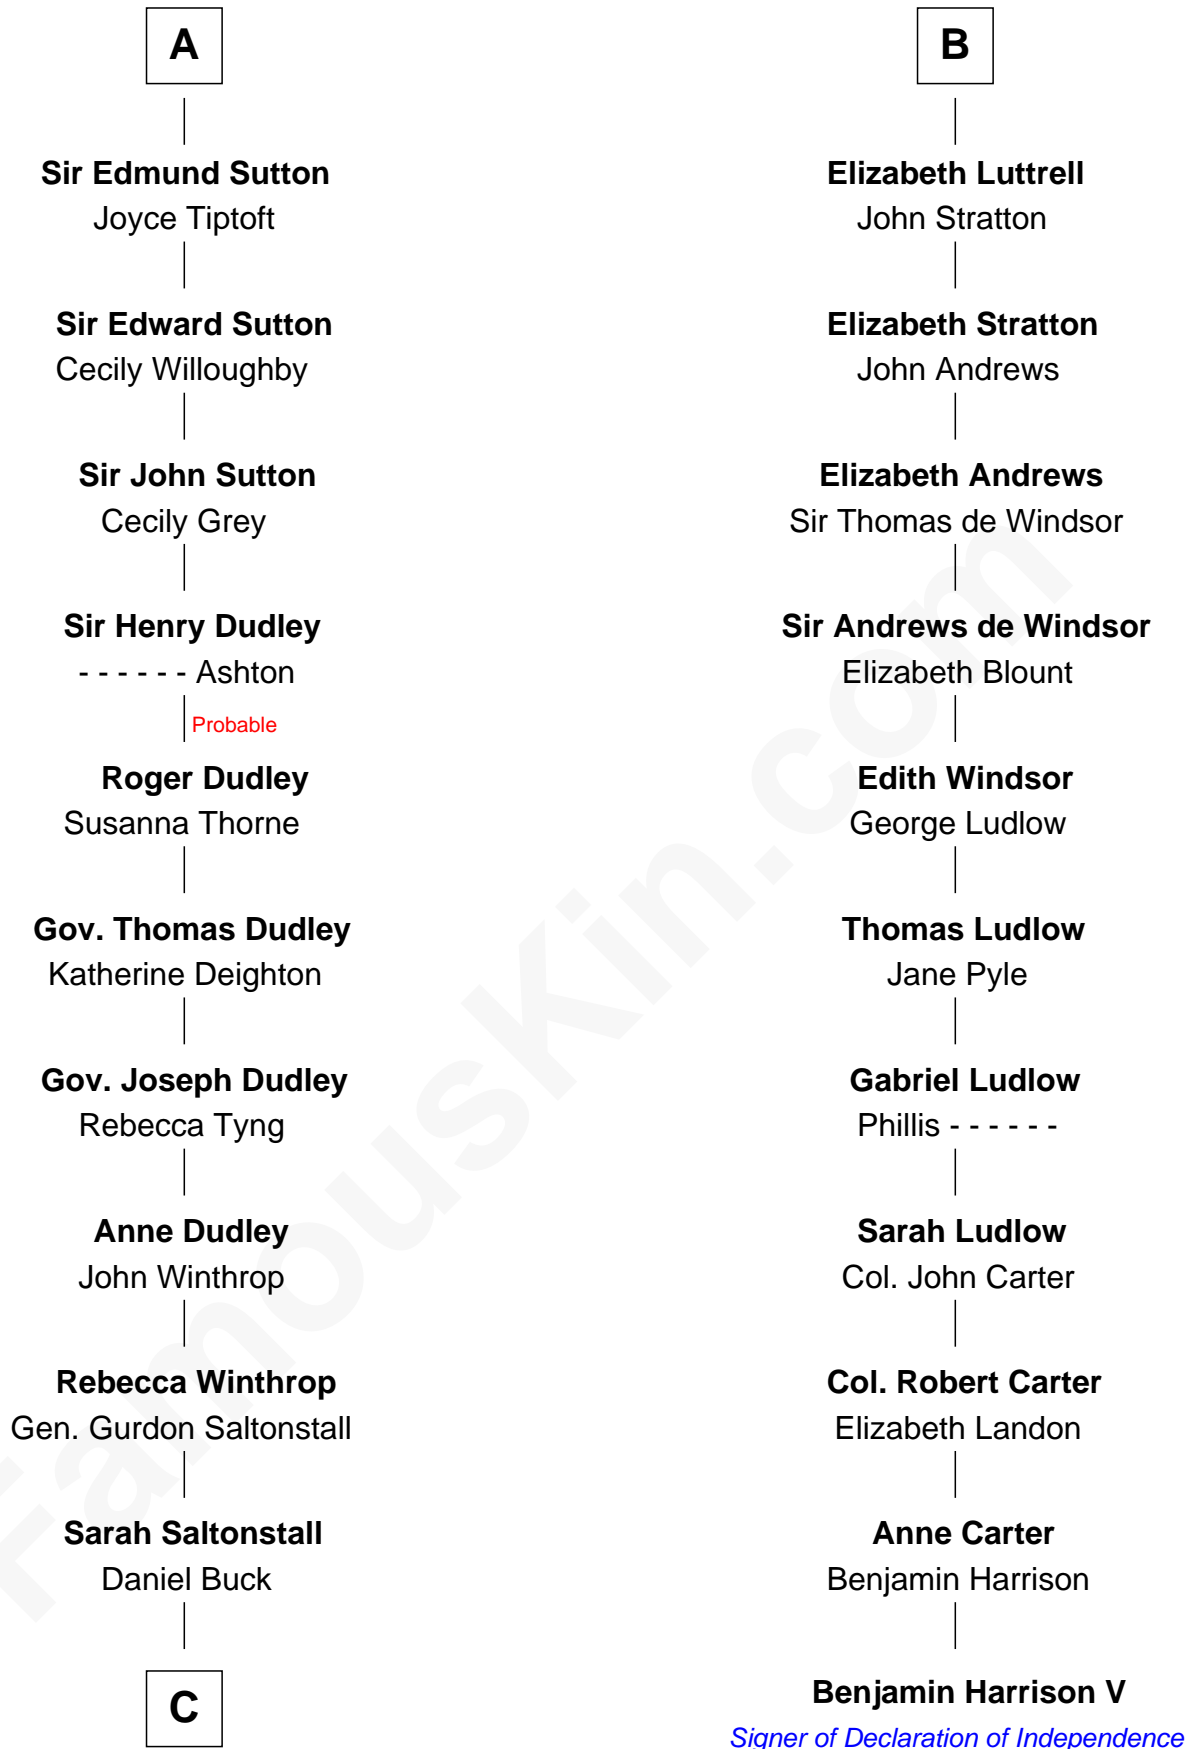 A
Sir Edmund Sutton
Joyce Tiptoft
Sir Edward Sutton
Cecily Willoughby
Sir John Sutton
Cecily Grey
Sir Henry Dudley
- - - - - - Ashton
Probable
Roger Dudley
Susanna Thorne
Gov. Thomas Dudley
Katherine Deighton
Gov. Joseph Dudley
Rebecca Tyng
Anne Dudley
John Winthrop
Rebecca Winthrop
Gen. Gurdon Saltonstall
Sarah Saltonstall
Daniel Buck
C
B
Elizabeth Luttrell
John Stratton
Elizabeth Stratton
John Andrews
Elizabeth Andrews
Sir Thomas de Windsor
Sir Andrews de Windsor
Elizabeth Blount
Edith Windsor
George Ludlow
Thomas Ludlow
Jane Pyle
Gabriel Ludlow
Phillis - - - - - -
Sarah Ludlow
Col. John Carter
Col. Robert Carter
Elizabeth Landon
Anne Carter
Benjamin Harrison
Benjamin Harrison V
Signer of Declaration of Independence
FamousKin.com